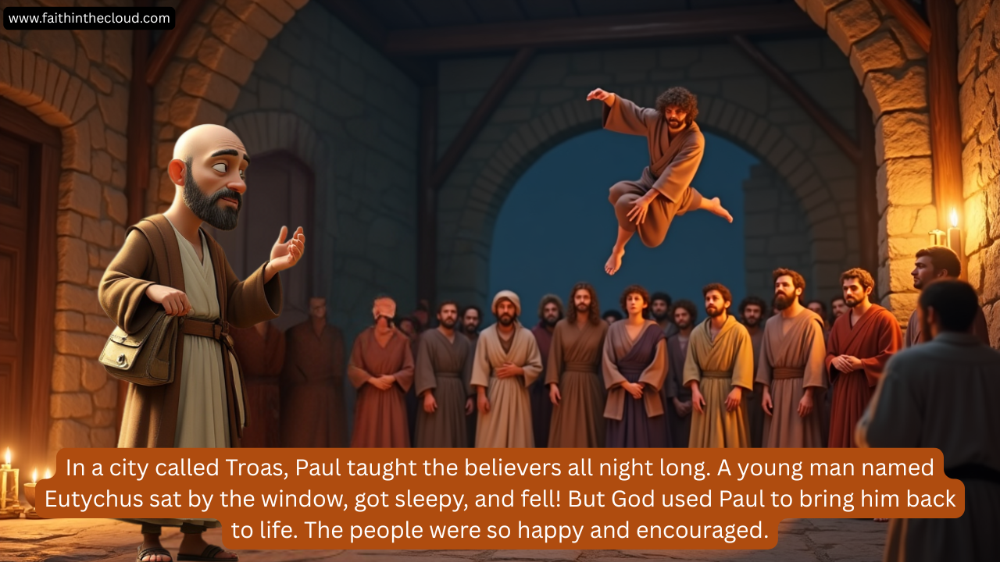 www.faithinthecloud.com
In a city called Troas, Paul taught the believers all night long. A young man named
Eutychus sat by the window, got sleepy, and fell! But God used Paul to bring him back
to life. The people were so happy and encouraged.